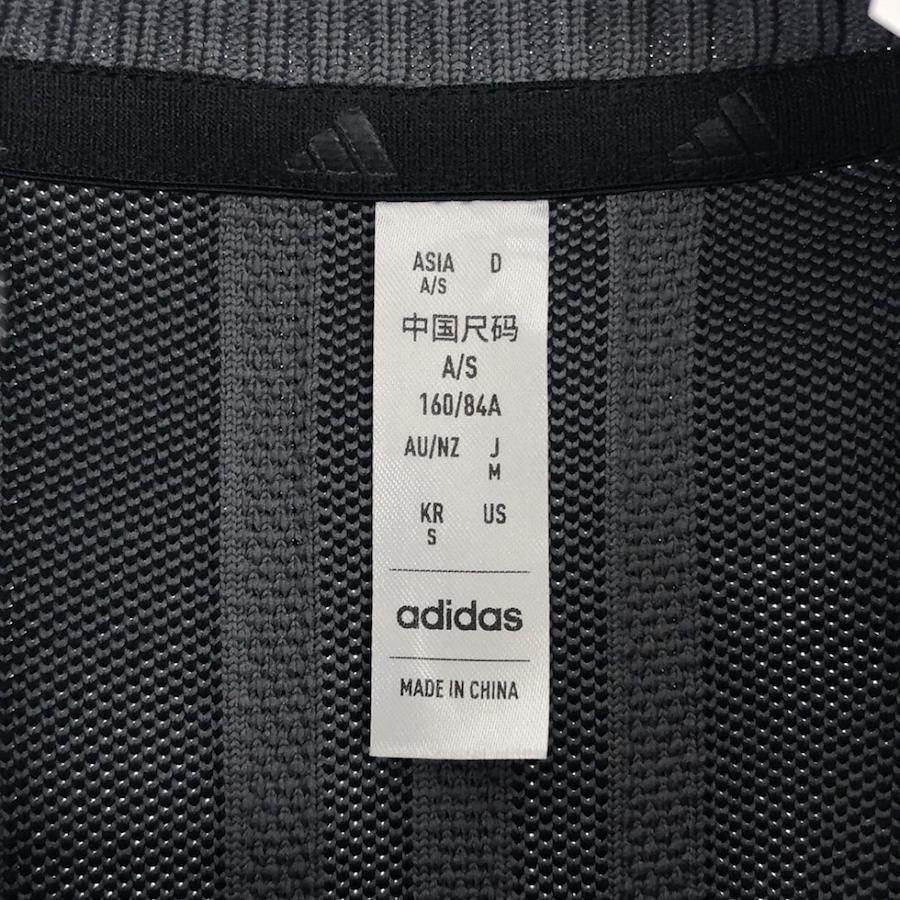 ASIA D
A/S
中国尺码
A/S
160/84A
AU/NZ J
M
KR US
S
adidas
MADE IN CHINA